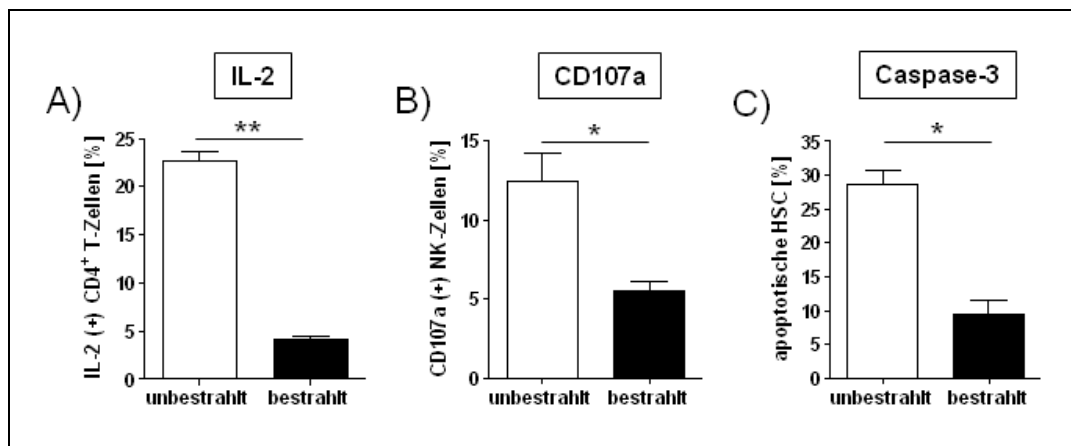 A)
IL-2
**
IL-2 (+) CD4⁺ T-Zellen [%]
25
20
15
10
5
0
unbestrahlt bestrahlt
B)
CD107a
*
CD107a (+) NK-Zellen [%]
15
10
5
0
unbestrahlt bestrahlt
C)
Caspase-3
*
apoptotische HSC [%]
35
30
25
20
15
10
5
0
unbestrahlt bestrahlt